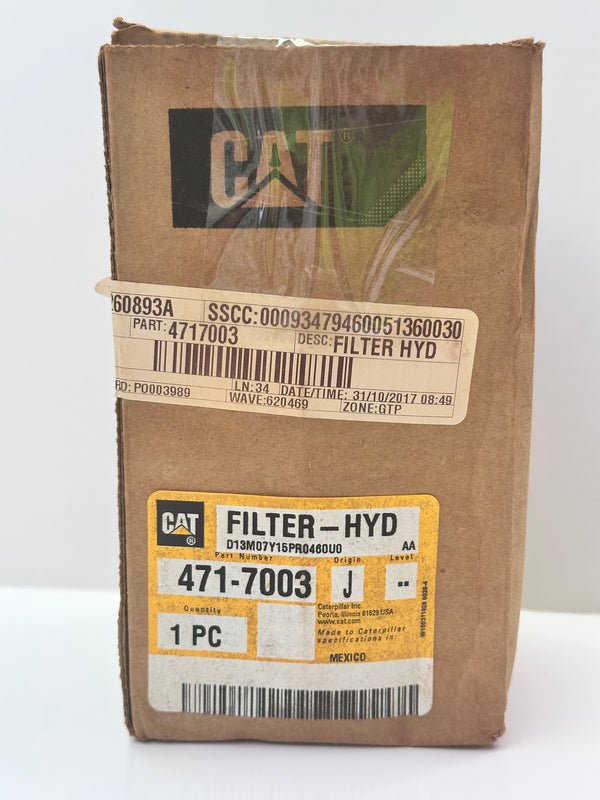 CAT®
260893A SSCC:00093479460051360030
PART:4717003 DESC:FILTER HYD
RD: PO003989 LN:34 DATE/TIME: 31/10/2017 08:49
WAVE:620469 ZONE:GTP
CAT®
FILTER-HYD
D13M07Y15PR0460U0 AA
Part Number Origin Level
471-7003 J --
Quantity
1 PC
Caterpillar Inc.
Peoria, Illinois 61629 USA
www.cat.com
Made to Caterpillar
specifications in:
MEXICO